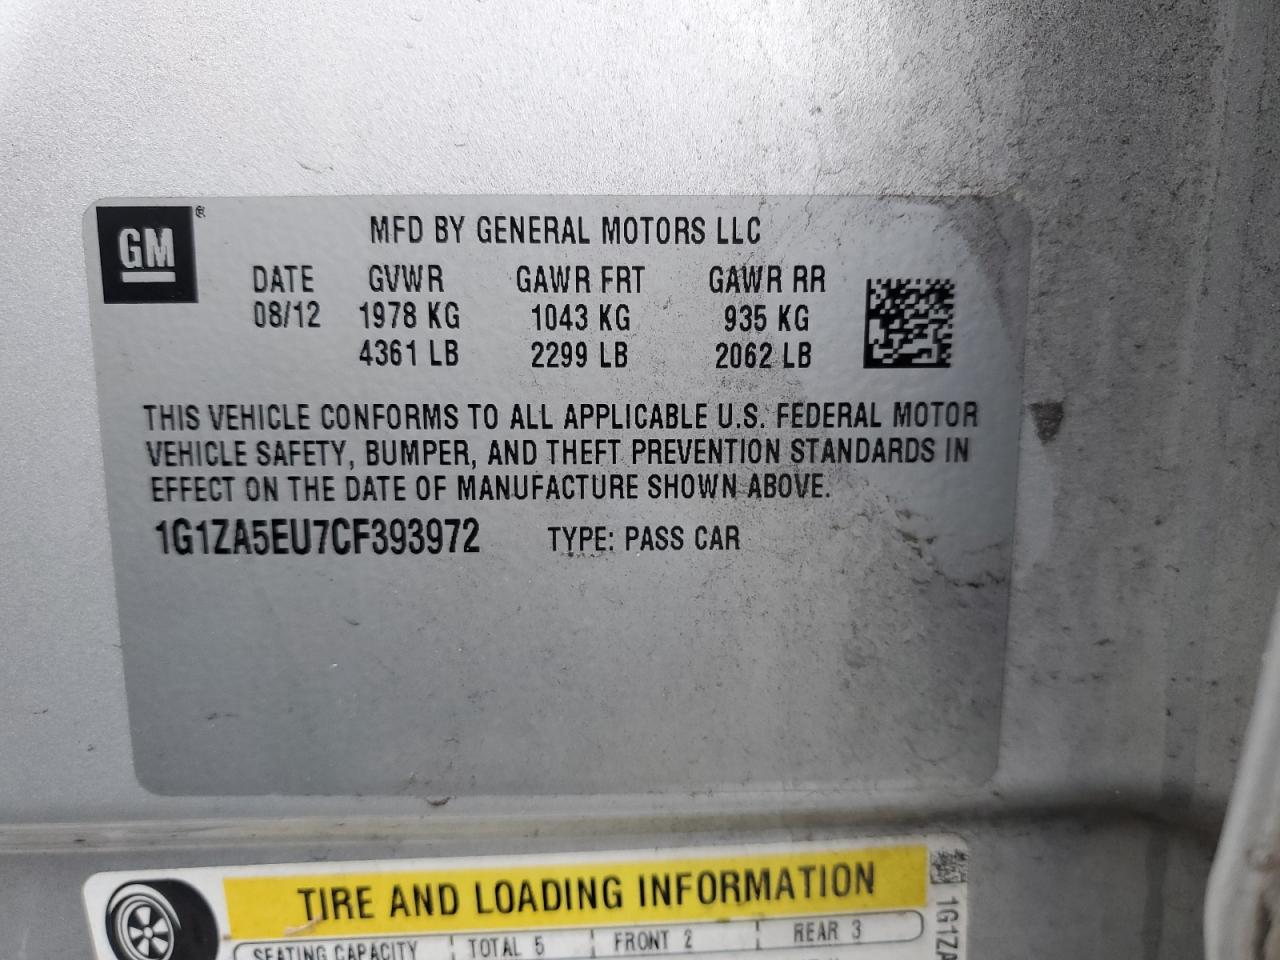 GM ®
MFD BY GENERAL MOTORS LLC
DATE GVWR GAWR FRT GAWR RR
08/12 1978 KG 1043 KG 935 KG
4361 LB 2299 LB 2062 LB
THIS VEHICLE CONFORMS TO ALL APPLICABLE U.S. FEDERAL MOTOR
VEHICLE SAFETY, BUMPER, AND THEFT PREVENTION STANDARDS IN
EFFECT ON THE DATE OF MANUFACTURE SHOWN ABOVE.
1G1ZA5EU7CF393972 TYPE: PASS CAR
TIRE AND LOADING INFORMATION
SEATING CAPACITY TOTAL 5 FRONT 2 REAR 3
1G1ZA